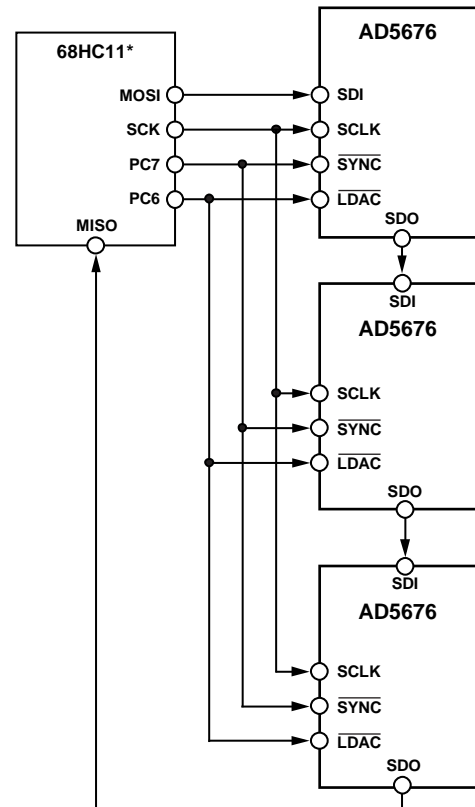 68HC11*
MOSI
SCK
PC7
PC6
MISO
AD5676
SDI
SCLK
SYNC
LDAC
SDO
SDI
AD5676
SCLK
SYNC
LDAC
SDO
SDI
AD5676
SCLK
SYNC
LDAC
SDO